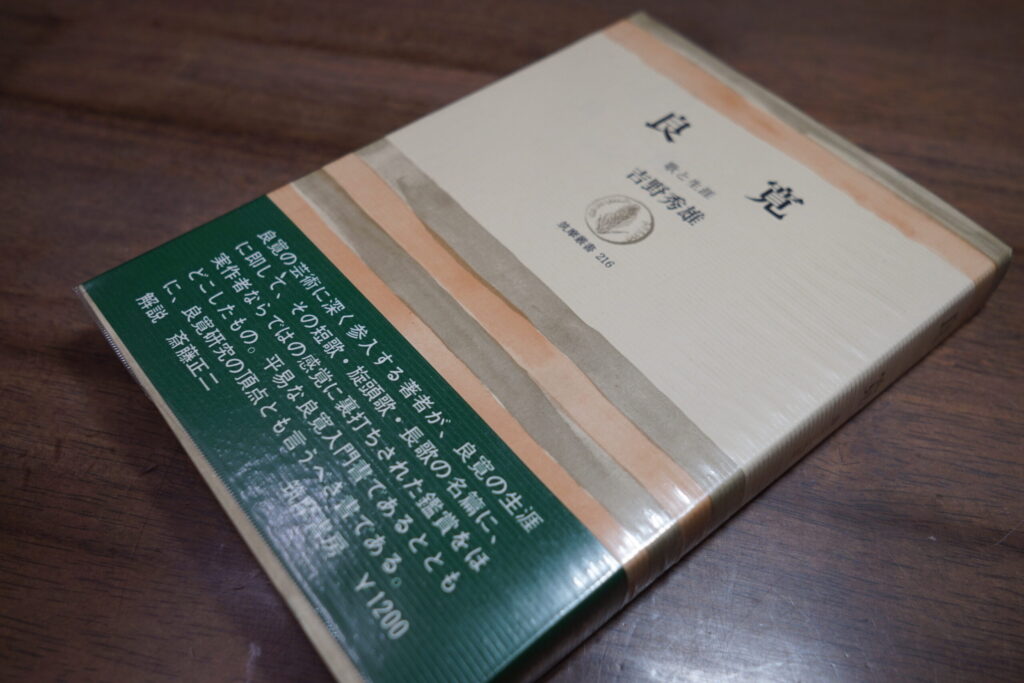 良寛
歌と生涯
吉野秀雄
筑摩叢書 216
良寛の芸術に深く参入する著者が、良寛の生涯
に即して、その短歌・旋頭歌・長歌の名篇に、
実作者ならではの感覚に裏打ちされた鑑賞をほ
どこしたもの。平易な良寛入門書であるととも
に、良寛研究の頂点とも言うべき書である。
解説 斎藤正二
筑摩書房 ¥1200